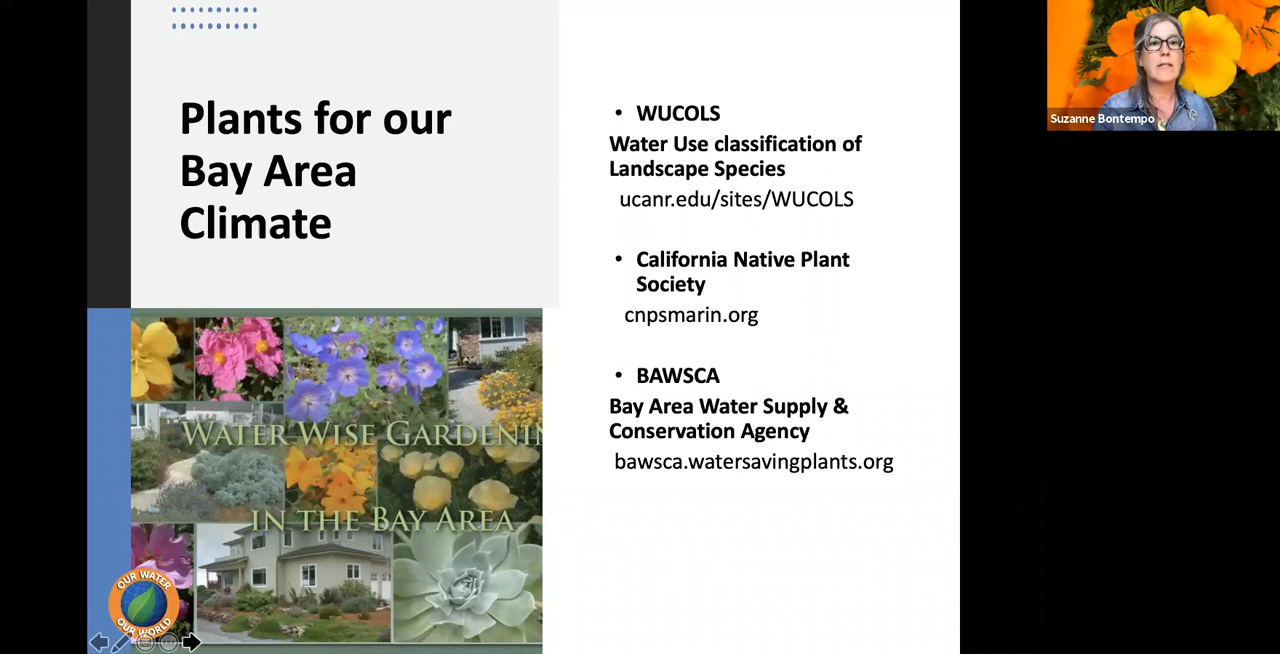 Plants for our
Bay Area
Climate
• WUCOLS
Water Use classification of
Landscape Species
ucanr.edu/sites/WUCOLS
• California Native Plant
Society
cnpsmarin.org
• BAWSCA
Bay Area Water Supply &
Conservation Agency
bawsca.watersavingplants.org
WATER WISE GARDENIN
IN THE BAY AREA
OUR WATER
OUR WORLD
Suzanne Bontempo